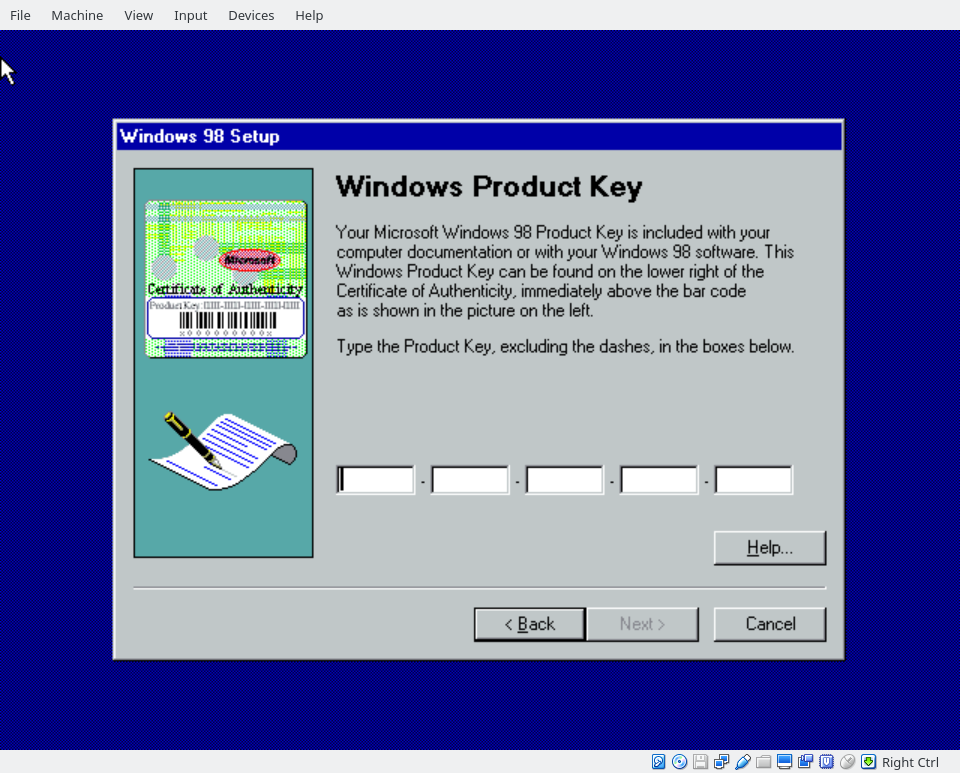 File Machine View Input Devices Help
Windows 98 Setup
Windows Product Key
Your Microsoft Windows 98 Product Key is included with your
computer documentation or with your Windows 98 software. This
Windows Product Key can be found on the lower right of the
Certificate of Authenticity, immediately above the bar code
as is shown in the picture on the left.
Type the Product Key, excluding the dashes, in the boxes below.
Microsoft
Certificate of Authenticity
Product Key:
- - - -
Help...
< Back Next > Cancel
Right Ctrl